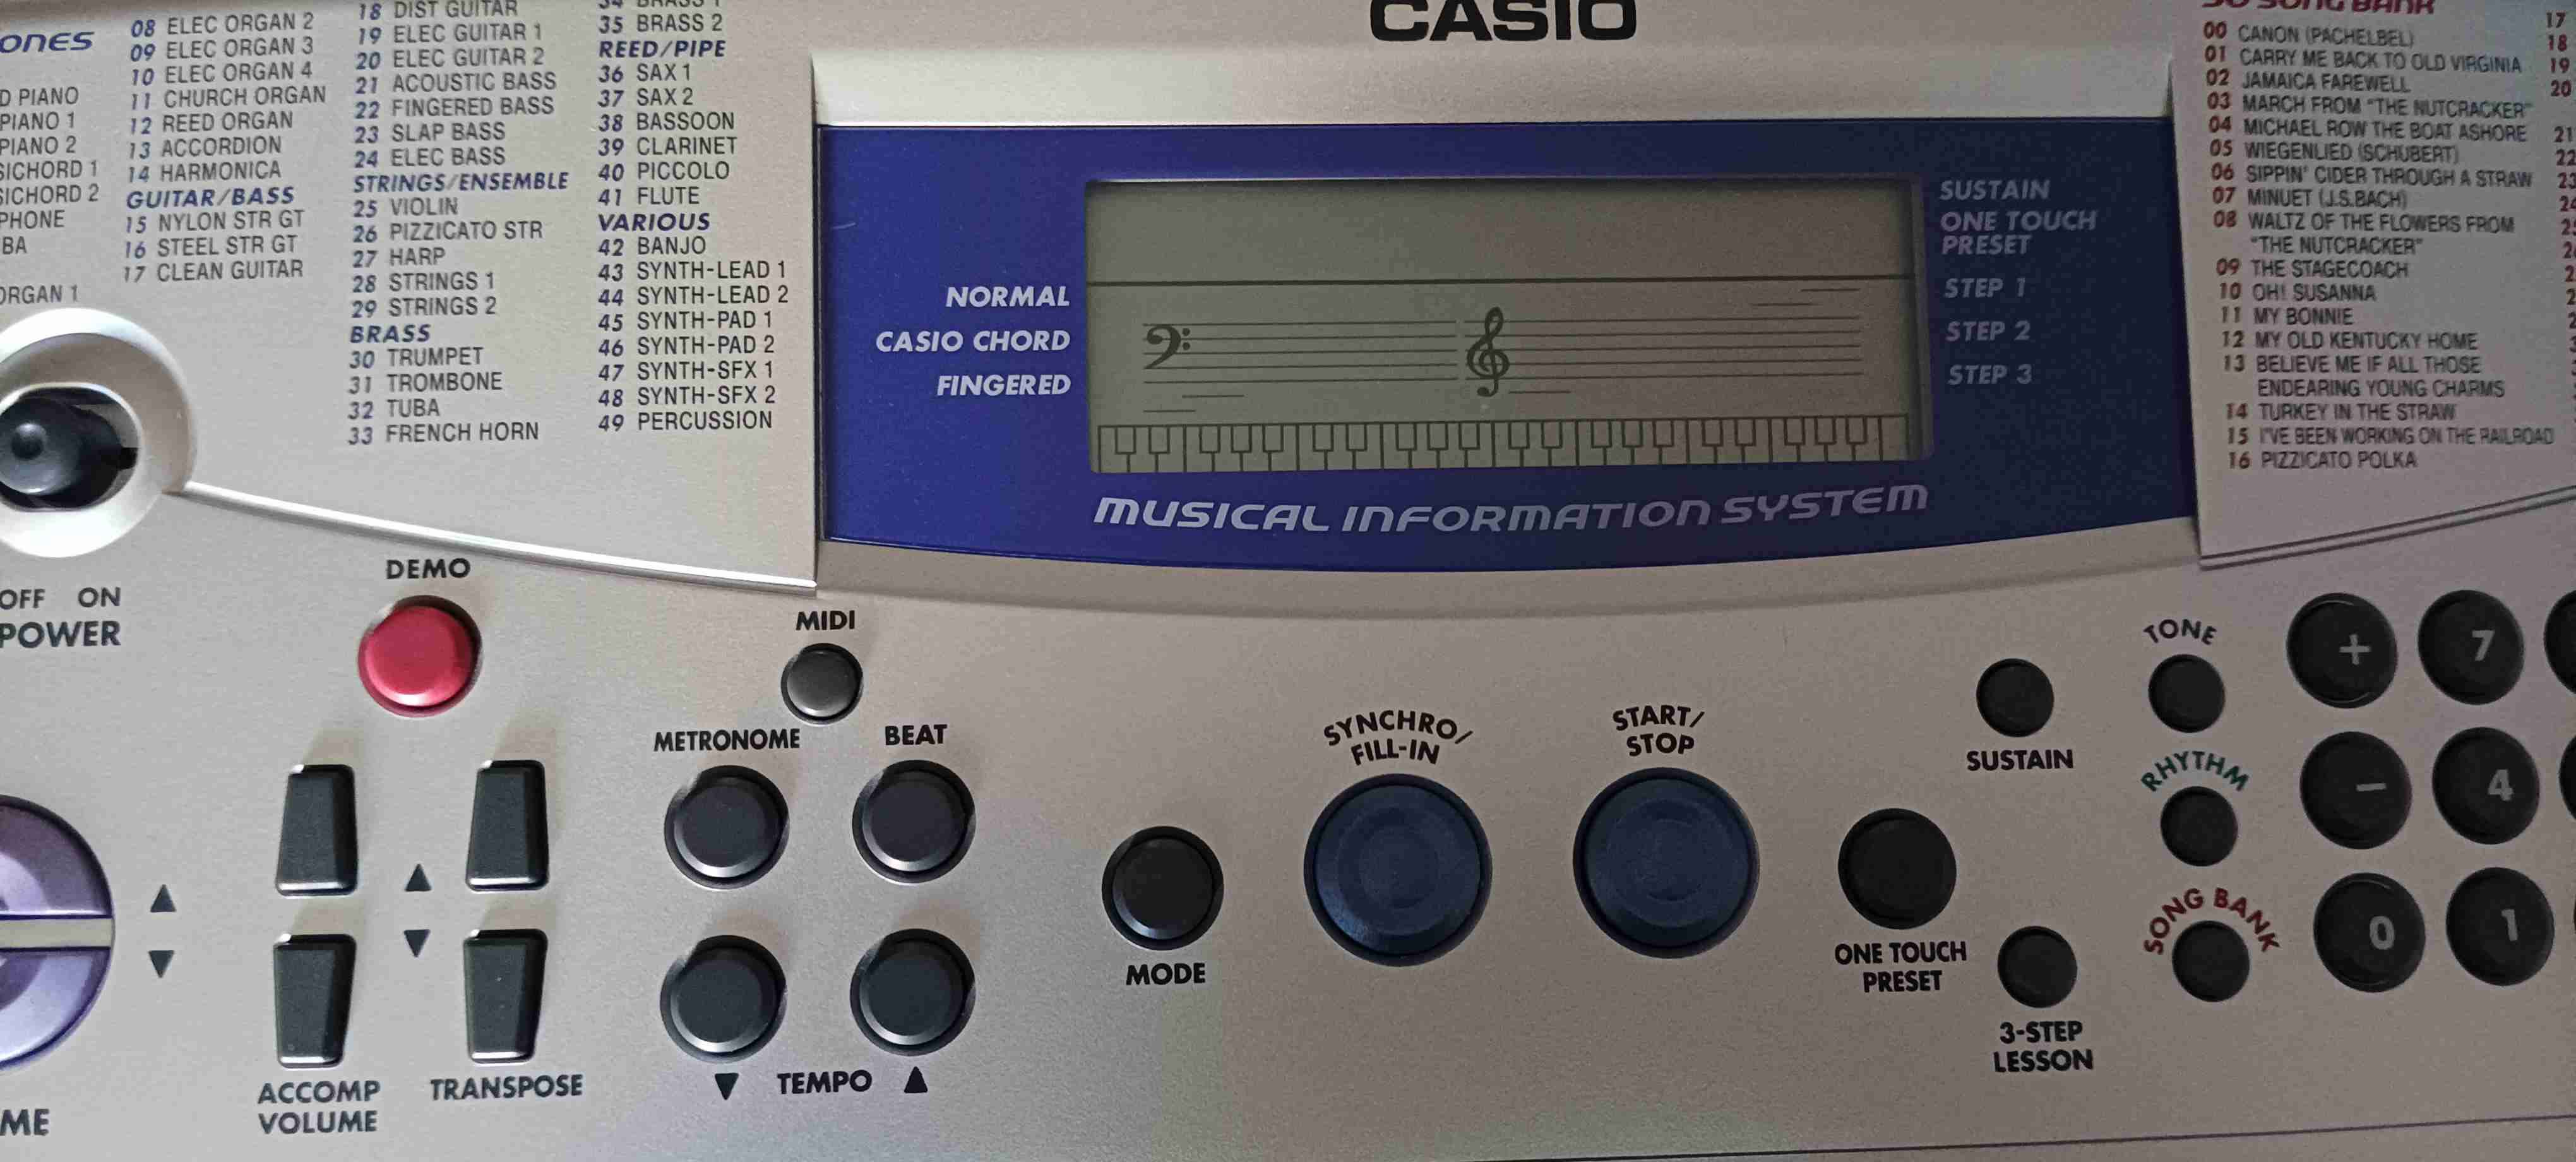 ONES
D PIANO
PIANO 1
PIANO 2
SICHORD 1
SICHORD 2
PHONE
BA
ORGAN 1
08 ELEC ORGAN 2
09 ELEC ORGAN 3
10 ELEC ORGAN 4
11 CHURCH ORGAN
12 REED ORGAN
13 ACCORDION
14 HARMONICA
GUITAR/BASS
15 NYLON STR GT
16 STEEL STR GT
17 CLEAN GUITAR
18 DIST GUITAR
19 ELEC GUITAR 1
20 ELEC GUITAR 2
21 ACOUSTIC BASS
22 FINGERED BASS
23 SLAP BASS
24 ELEC BASS
STRINGS/ENSEMBLE
25 VIOLIN
26 PIZZICATO STR
27 HARP
28 STRINGS 1
29 STRINGS 2
BRASS
30 TRUMPET
31 TROMBONE
32 TUBA
33 FRENCH HORN
34 BRASS 1
35 BRASS 2
REED/PIPE
36 SAX 1
37 SAX 2
38 BASSOON
39 CLARINET
40 PICCOLO
41 FLUTE
VARIOUS
42 BANJO
43 SYNTH-LEAD 1
44 SYNTH-LEAD 2
45 SYNTH-PAD 1
46 SYNTH-PAD 2
47 SYNTH-SFX 1
48 SYNTH-SFX 2
49 PERCUSSION
CASIO
NORMAL
CASIO CHORD
FINGERED
SUSTAIN
ONE TOUCH
PRESET
STEP 1
STEP 2
STEP 3
MUSICAL INFORMATION SYSTEM
50 SONG BANK
00 CANON (PACHELBEL)
01 CARRY ME BACK TO OLD VIRGINIA
02 JAMAICA FAREWELL
03 MARCH FROM "THE NUTCRACKER"
04 MICHAEL ROW THE BOAT ASHORE
05 WIEGENLIED (SCHUBERT)
06 SIPPIN' CIDER THROUGH A STRAW
07 MINUET (J.S.BACH)
08 WALTZ OF THE FLOWERS FROM
"THE NUTCRACKER"
09 THE STAGECOACH
10 OH! SUSANNA
11 MY BONNIE
12 MY OLD KENTUCKY HOME
13 BELIEVE ME IF ALL THOSE
ENDEARING YOUNG CHARMS
14 TURKEY IN THE STRAW
15 I'VE BEEN WORKING ON THE RAILROAD
16 PIZZICATO POLKA
17
18
19
20
21
22
23
OFF ON
POWER
DEMO
MIDI
METRONOME
BEAT
SYNCHRO/
FILL-IN
START/
STOP
SUSTAIN
TONE
RHYTHM
SONG BANK
+
7
−
4
0
1
MODE
ONE TOUCH
PRESET
3-STEP
LESSON
ME
ACCOMP
VOLUME
TRANSPOSE
▼ TEMPO ▲